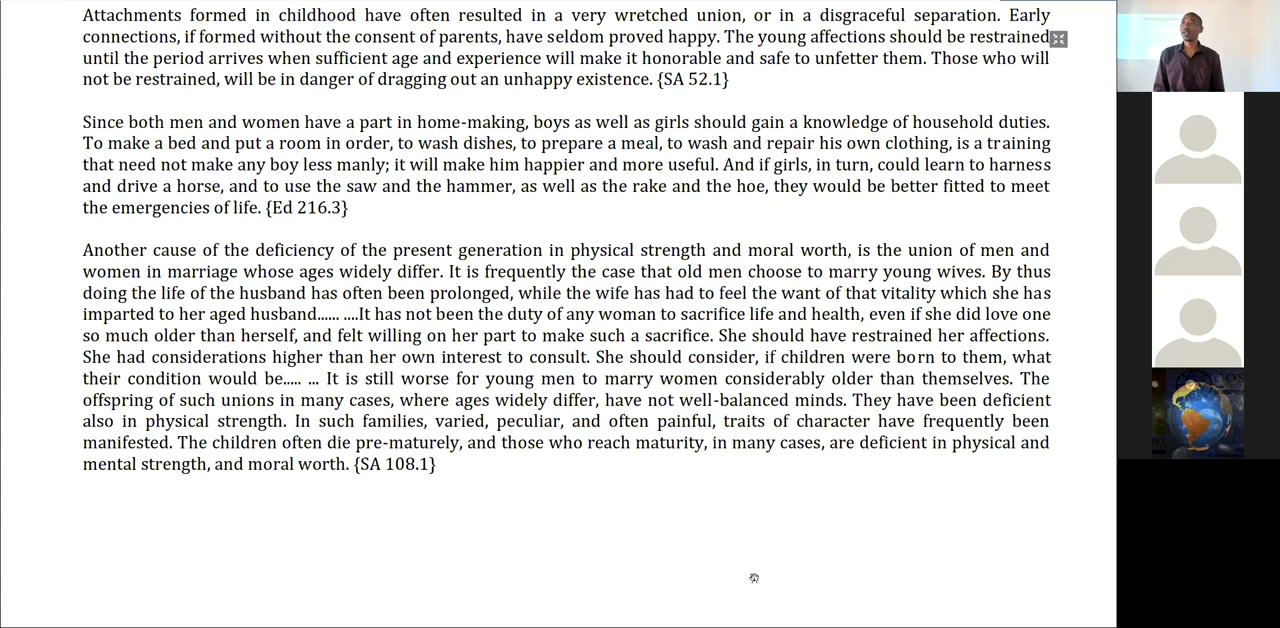 Attachments formed in childhood have often resulted in a very wretched union, or in a disgraceful separation. Early
connections, if formed without the consent of parents, have seldom proved happy. The young affections should be restrained
until the period arrives when sufficient age and experience will make it honorable and safe to unfetter them. Those who will
not be restrained, will be in danger of dragging out an unhappy existence. {SA 52.1}
Since both men and women have a part in home-making, boys as well as girls should gain a knowledge of household duties.
To make a bed and put a room in order, to wash dishes, to prepare a meal, to wash and repair his own clothing, is a training
that need not make any boy less manly; it will make him happier and more useful. And if girls, in turn, could learn to harness
and drive a horse, and to use the saw and the hammer, as well as the rake and the hoe, they would be better fitted to meet
the emergencies of life. {Ed 216.3}
Another cause of the deficiency of the present generation in physical strength and moral worth, is the union of men and
women in marriage whose ages widely differ. It is frequently the case that old men choose to marry young wives. By thus
doing the life of the husband has often been prolonged, while the wife has had to feel the want of that vitality which she has
imparted to her aged husband...... ....It has not been the duty of any woman to sacrifice life and health, even if she did love one
so much older than herself, and felt willing on her part to make such a sacrifice. She should have restrained her affections.
She had considerations higher than her own interest to consult. She should consider, if children were born to them, what
their condition would be..... ... It is still worse for young men to marry women considerably older than themselves. The
offspring of such unions in many cases, where ages widely differ, have not well-balanced minds. They have been deficient
also in physical strength. In such families, varied, peculiar, and often painful, traits of character have frequently been
manifested. The children often die pre-maturely, and those who reach maturity, in many cases, are deficient in physical and
mental strength, and moral worth. {SA 108.1}